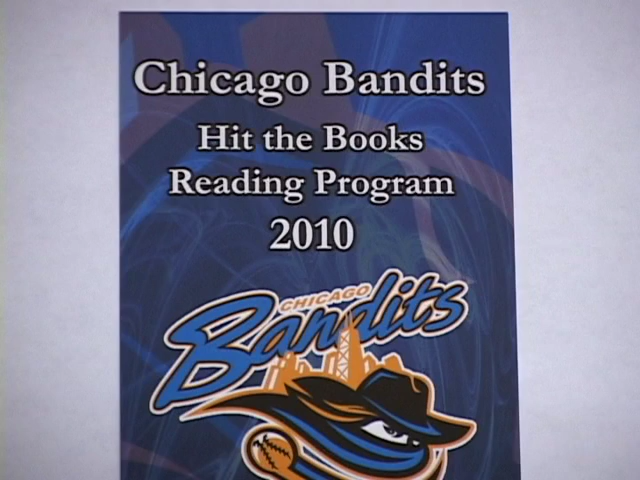 Chicago Bandits
Hit the Books
Reading Program
2010
CHICAGO
Bandits